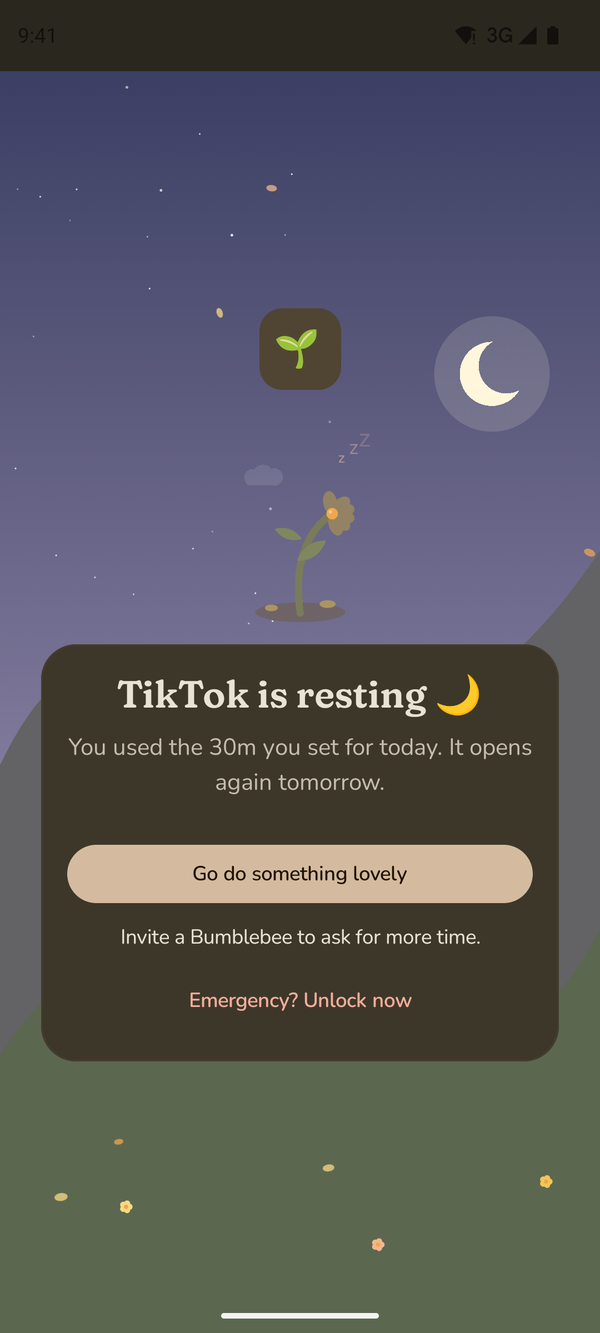 9:41
3G
z z Z
TikTok is resting 🌙
You used the 30m you set for today. It opens
again tomorrow.
Go do something lovely
Invite a Bumblebee to ask for more time.
Emergency? Unlock now